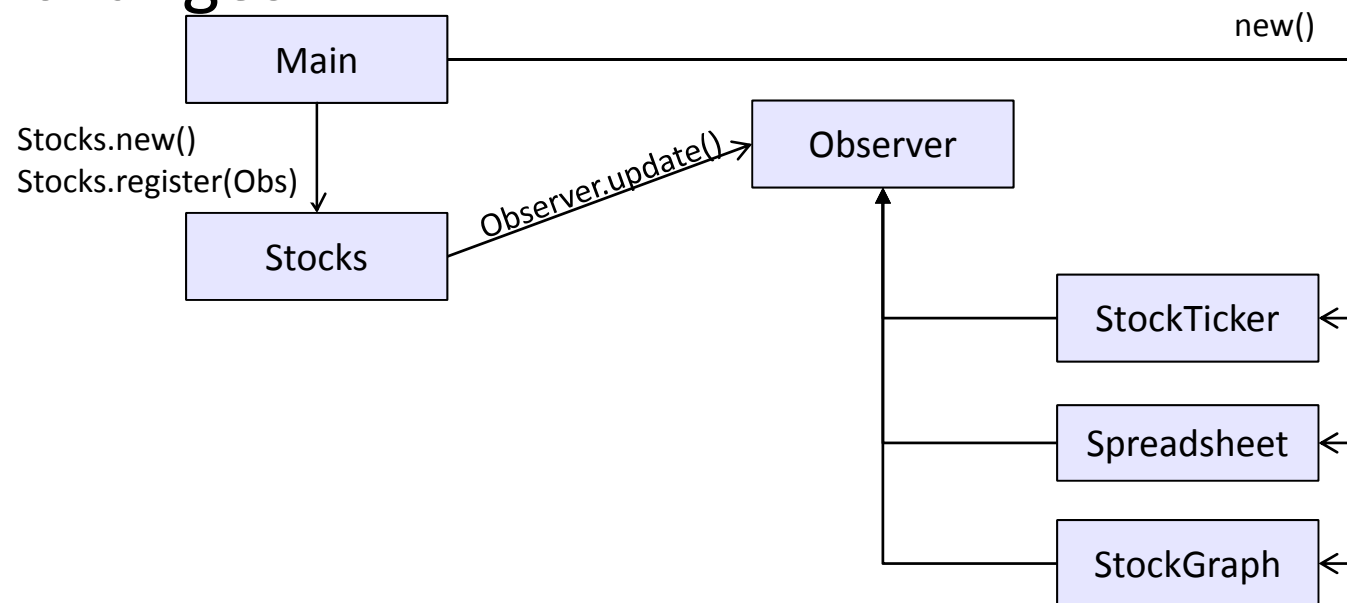 new()
Main
Stocks.new()
Stocks.register(Obs)
Observer
Observer.update()
Stocks
StockTicker
Spreadsheet
StockGraph